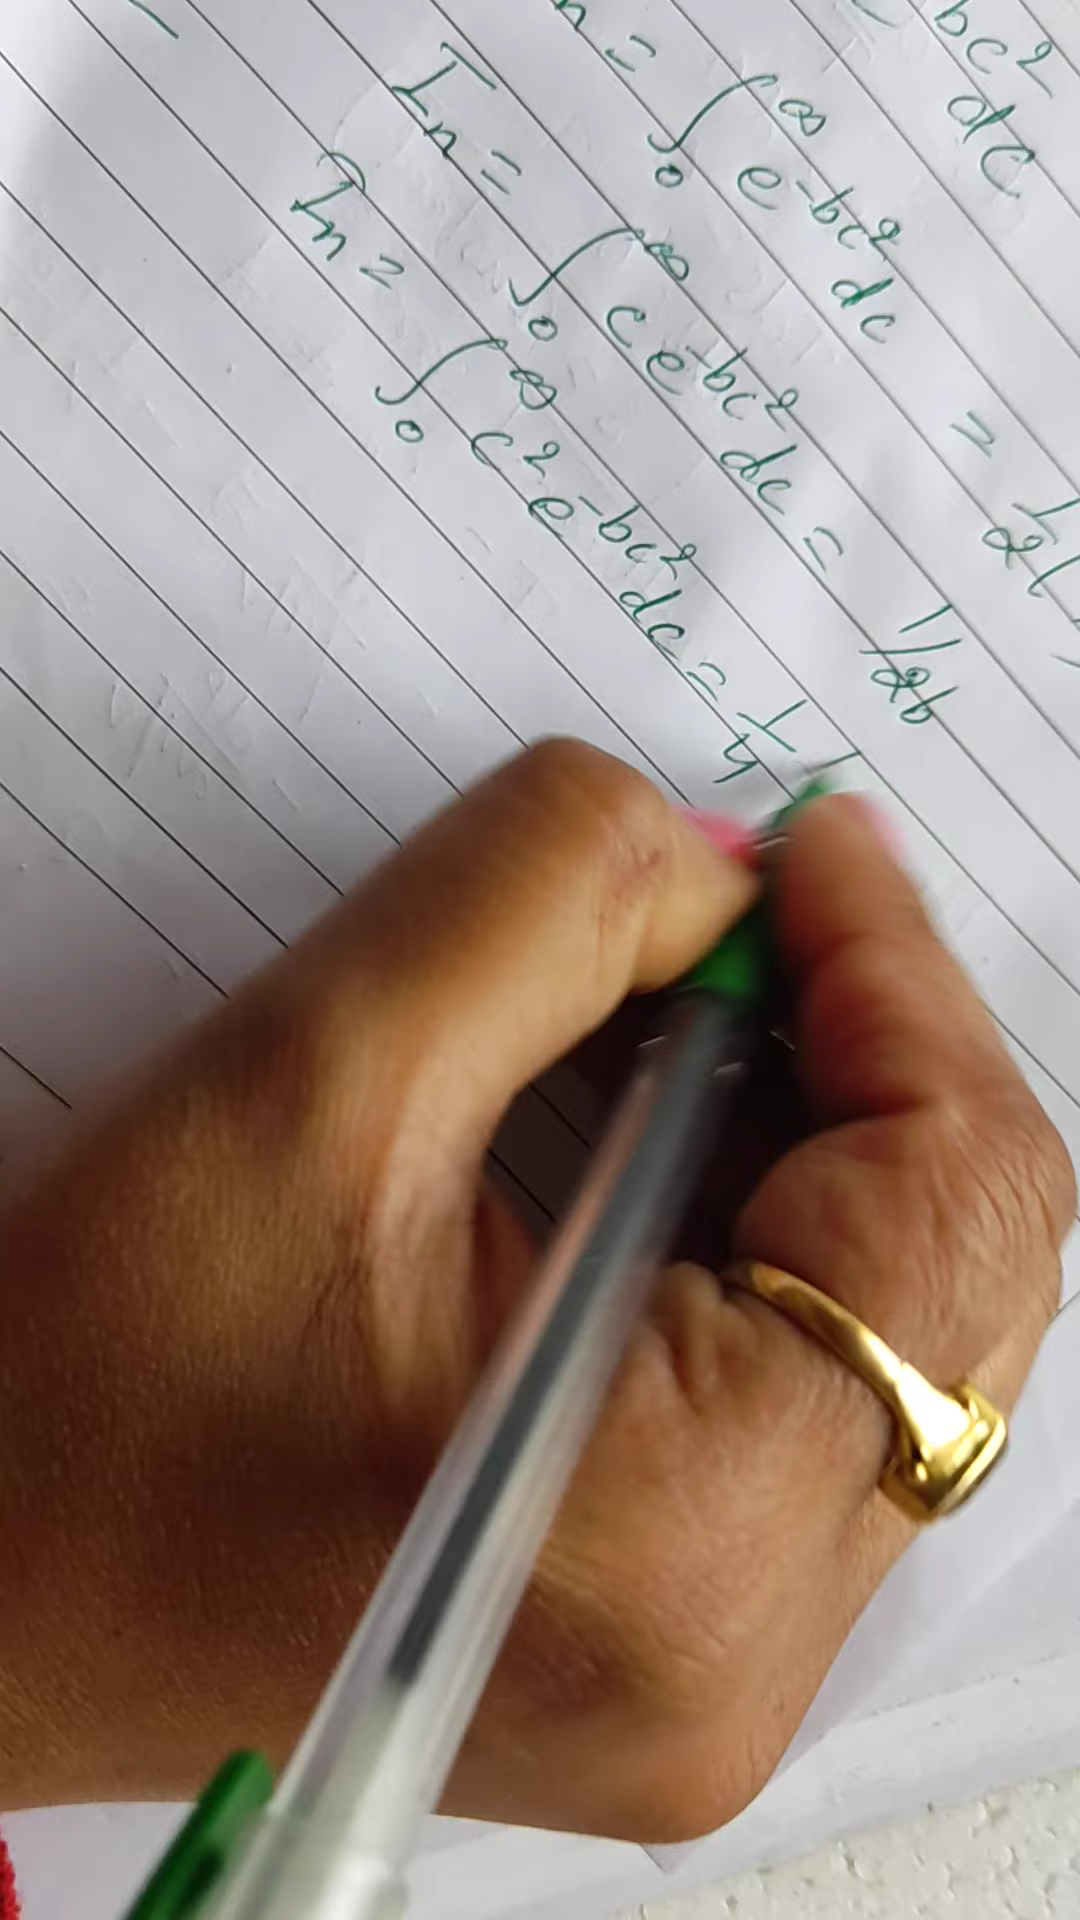 bc² dc
n = ∫₀^∞ e^-bc² dc = 1/2(
In = ∫₀^∞ c e^-bc² dc = 1/2b
In = ∫₀^∞ c² e^-bc² dc = 1/4